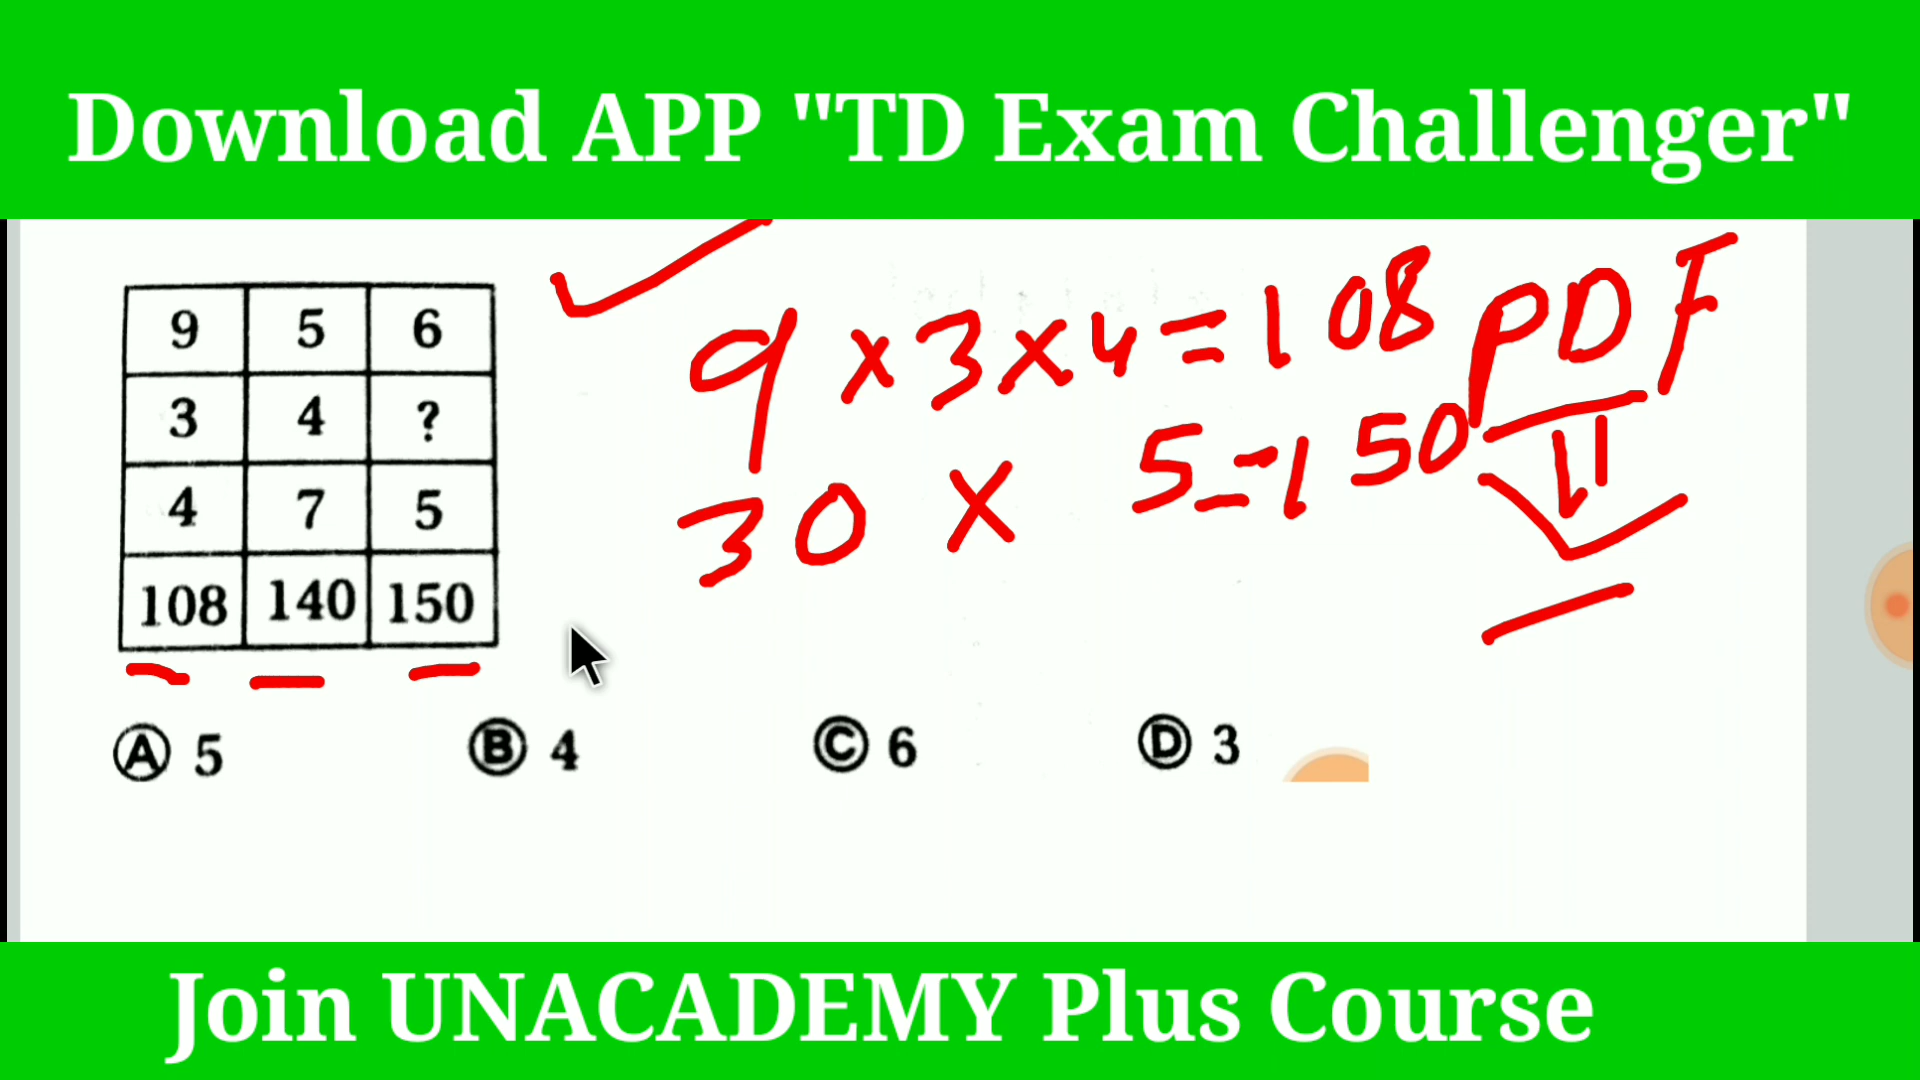 Download APP "TD Exam Challenger"
9 5 6
3 4 ?
4 7 5
108 140 150
9 x 3 x 4 = 108
30 x 5 = 150
PDF
Ⓐ 5 Ⓑ 4 Ⓒ 6 Ⓓ 3
Join UNACADEMY Plus Course